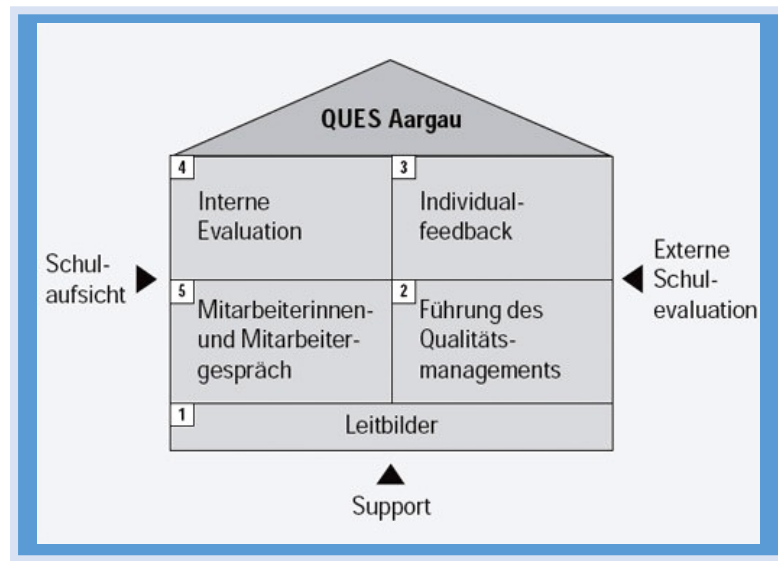 QUES Aargau
4
Interne
Evaluation
3
Individual-
feedback
Schul-
aufsicht
Externe
Schul-
evaluation
5
Mitarbeiterinnen-
und Mitarbeiter-
gespräch
2
Führung des
Qualitäts-
managements
1
Leitbilder
Support